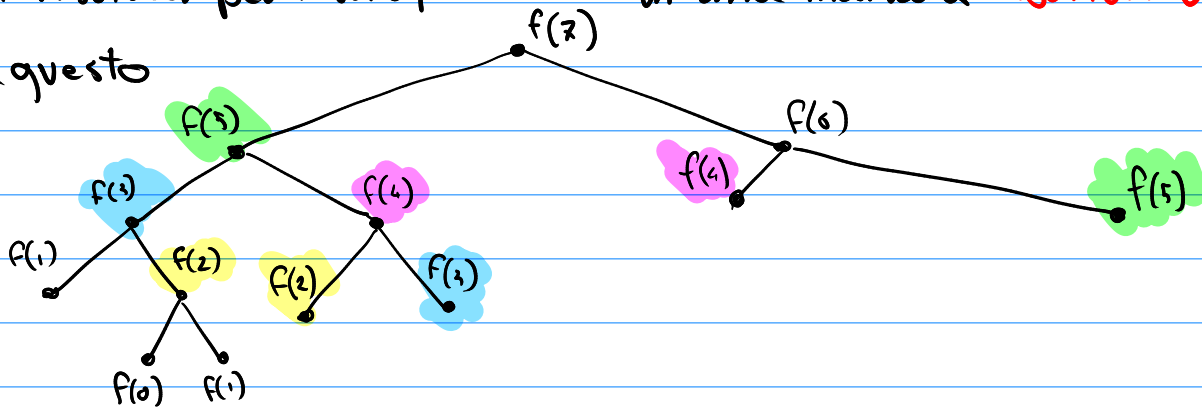 f(7)
questo
f(5)
f(6)
f(3)
f(4)
f(4)
f(5)
f(1)
f(2)
f(2)
f(3)
f(0) f(1)